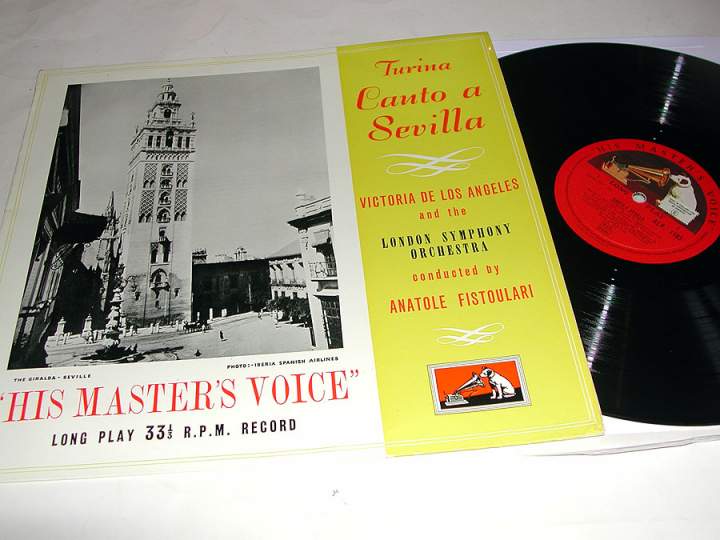 Turina
Canto a
Sevilla
VICTORIA DE LOS ANGELES
and the
LONDON SYMPHONY
ORCHESTRA
conducted by
ANATOLE FISTOULARI
THE GIRALDA - SEVILLE
PHOTO:- IBERIA SPANISH AIRLINES
"HIS MASTER'S VOICE"
LONG PLAY 33⅓ R.P.M. RECORD
HIS MASTER'S VOICE